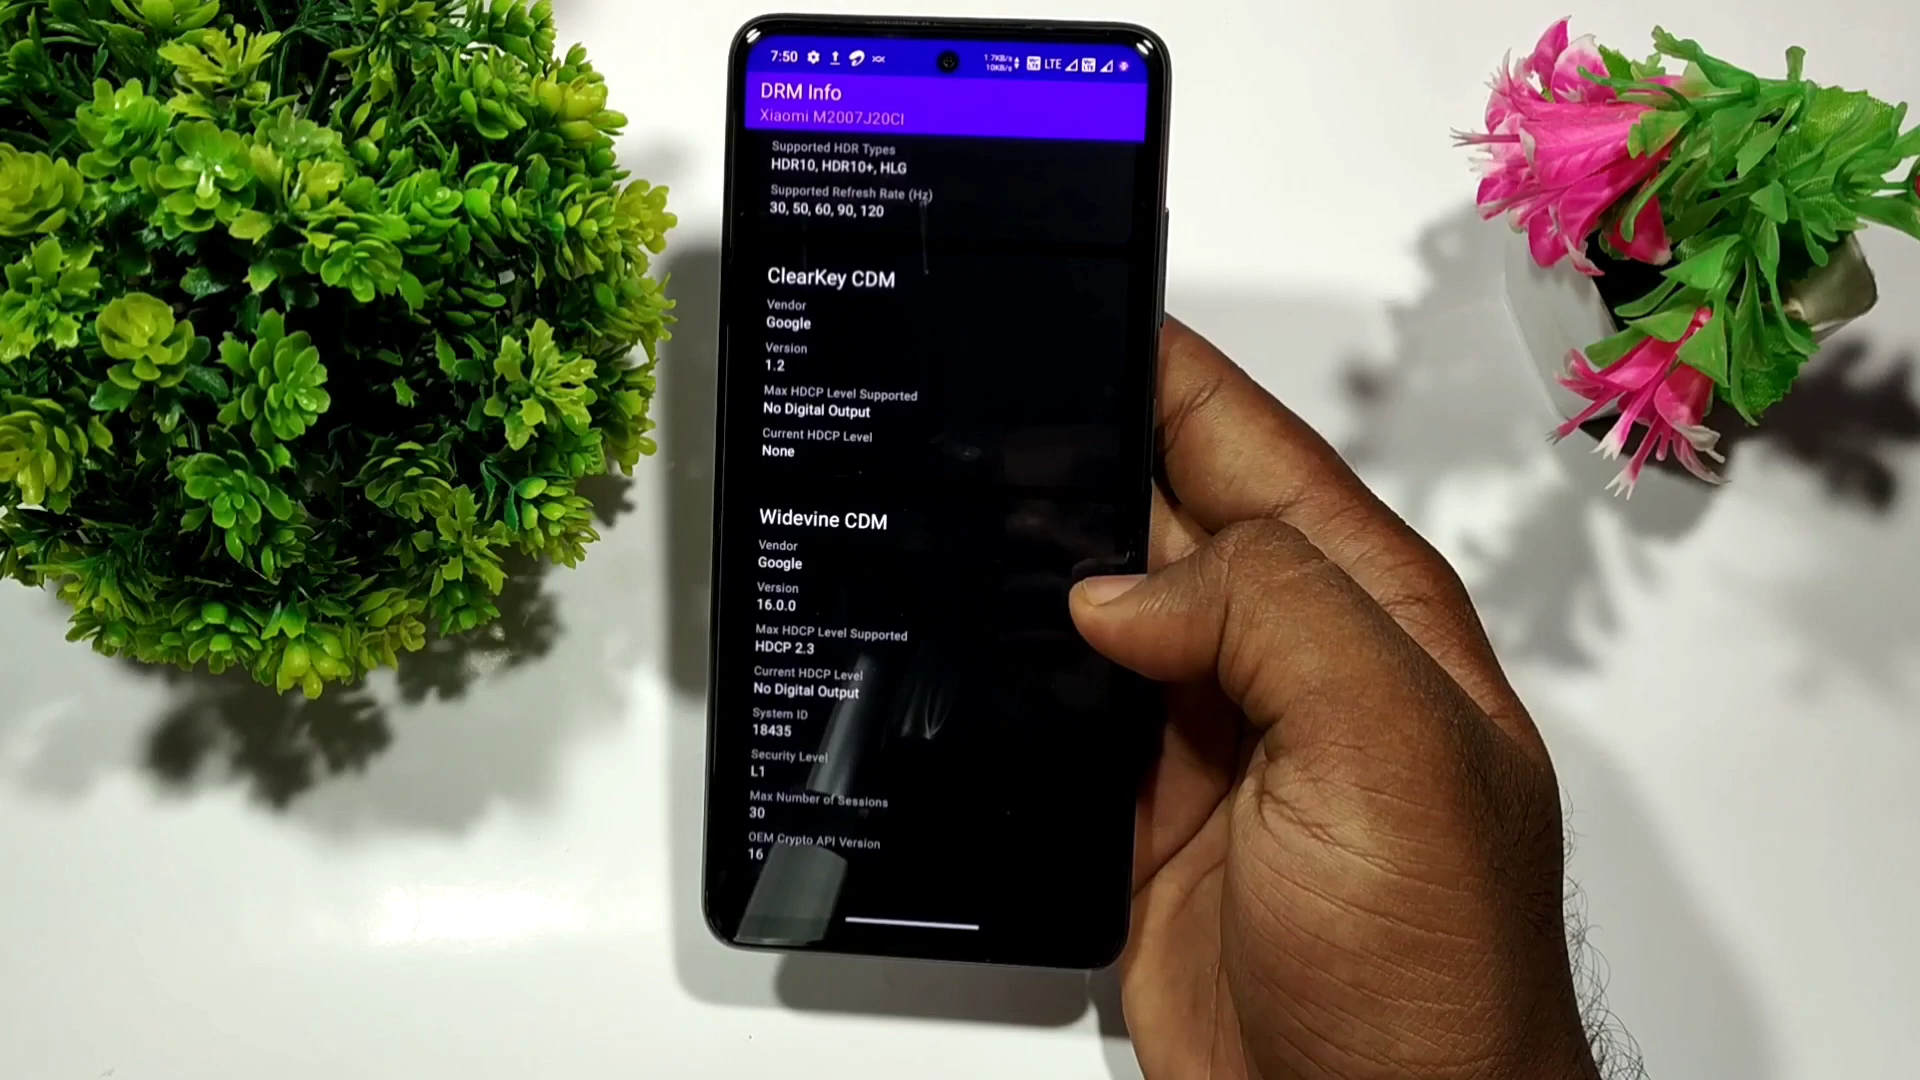 7:50 1.7KB/s LTE
10KB/s
DRM Info
Xiaomi M2007J20CI
Supported HDR Types
HDR10, HDR10+, HLG
Supported Refresh Rate (Hz)
30, 50, 60, 90, 120
ClearKey CDM
Vendor
Google
Version
1.2
Max HDCP Level Supported
No Digital Output
Current HDCP Level
None
Widevine CDM
Vendor
Google
Version
16.0.0
Max HDCP Level Supported
HDCP 2.3
Current HDCP Level
No Digital Output
System ID
18435
Security Level
L1
Max Number of Sessions
30
OEM Crypto API Version
16